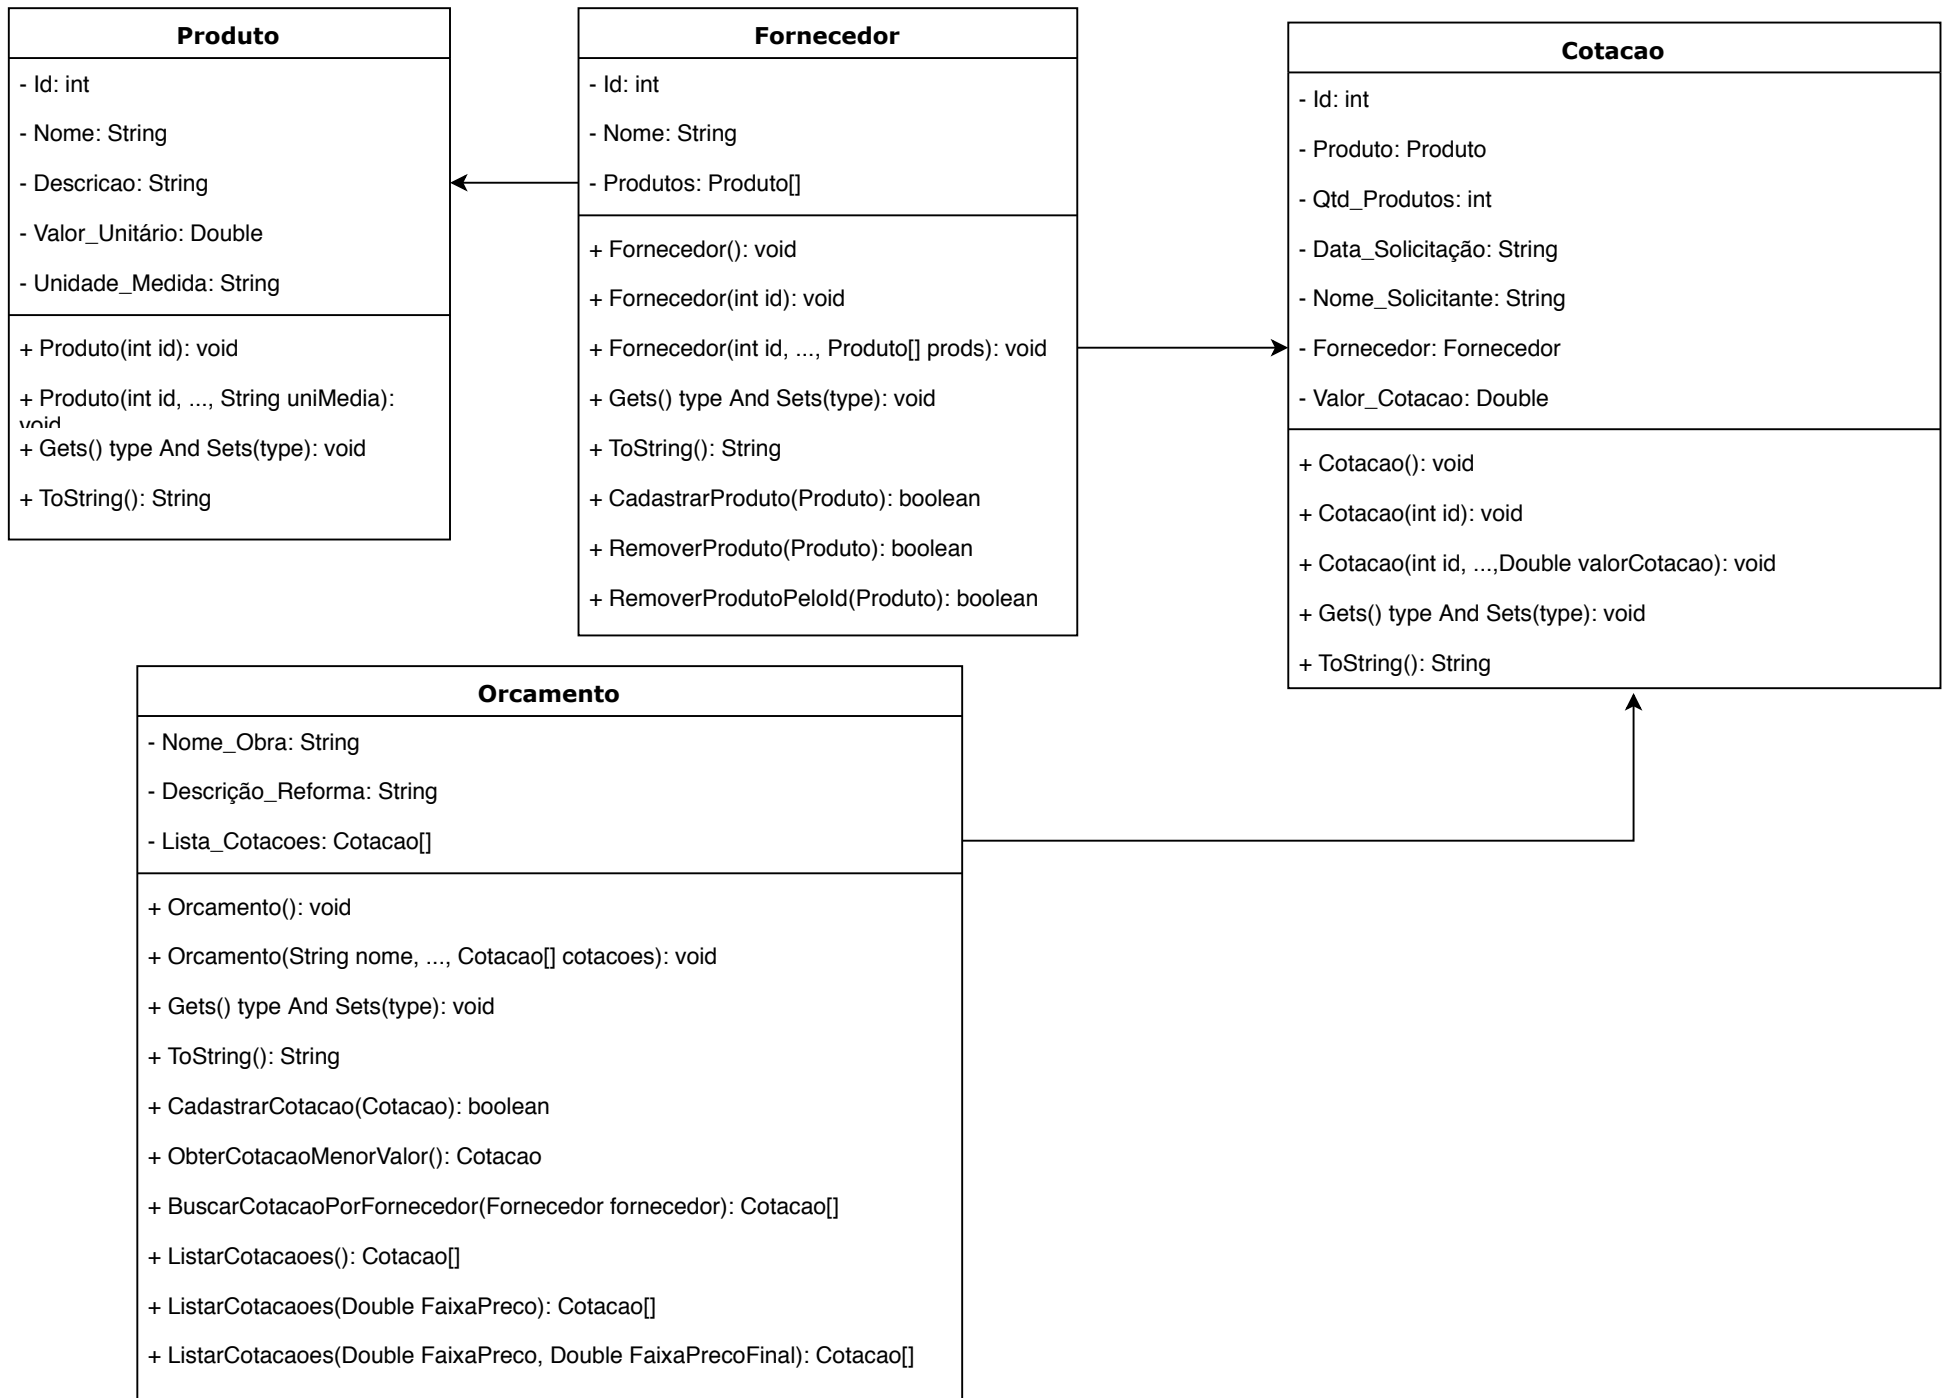 Produto
- Id: int
- Nome: String
- Descricao: String
- Valor_Unitário: Double
- Unidade_Medida: String
+ Produto(int id): void
+ Produto(int id, ..., String uniMedia):
void
+ Gets() type And Sets(type): void
+ ToString(): String
Fornecedor
- Id: int
- Nome: String
- Produtos: Produto[]
+ Fornecedor(): void
+ Fornecedor(int id): void
+ Fornecedor(int id, ..., Produto[] prods): void
+ Gets() type And Sets(type): void
+ ToString(): String
+ CadastrarProduto(Produto): boolean
+ RemoverProduto(Produto): boolean
+ RemoverProdutoPeloId(Produto): boolean
Cotacao
- Id: int
- Produto: Produto
- Qtd_Produtos: int
- Data_Solicitação: String
- Nome_Solicitante: String
- Fornecedor: Fornecedor
- Valor_Cotacao: Double
+ Cotacao(): void
+ Cotacao(int id): void
+ Cotacao(int id, ...,Double valorCotacao): void
+ Gets() type And Sets(type): void
+ ToString(): String
Orcamento
- Nome_Obra: String
- Descrição_Reforma: String
- Lista_Cotacoes: Cotacao[]
+ Orcamento(): void
+ Orcamento(String nome, ..., Cotacao[] cotacoes): void
+ Gets() type And Sets(type): void
+ ToString(): String
+ CadastrarCotacao(Cotacao): boolean
+ ObterCotacaoMenorValor(): Cotacao
+ BuscarCotacaoPorFornecedor(Fornecedor fornecedor): Cotacao[]
+ ListarCotacaoes(): Cotacao[]
+ ListarCotacaoes(Double FaixaPreco): Cotacao[]
+ ListarCotacaoes(Double FaixaPreco, Double FaixaPrecoFinal): Cotacao[]